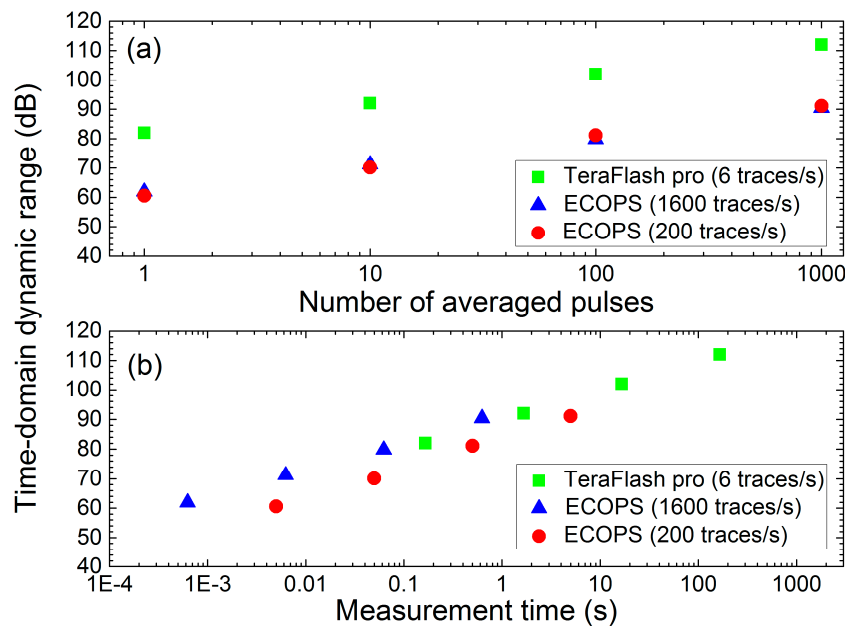 Time-domain dynamic range (dB)
120
110
100
90
80
70
60
50
40
(a)
TeraFlash pro (6 traces/s)
ECOPS (1600 traces/s)
ECOPS (200 traces/s)
1 10 100 1000
Number of averaged pulses
120
110
100
90
80
70
60
50
40
(b)
TeraFlash pro (6 traces/s)
ECOPS (1600 traces/s)
ECOPS (200 traces/s)
1E-4 1E-3 0.01 0.1 1 10 100 1000
Measurement time (s)